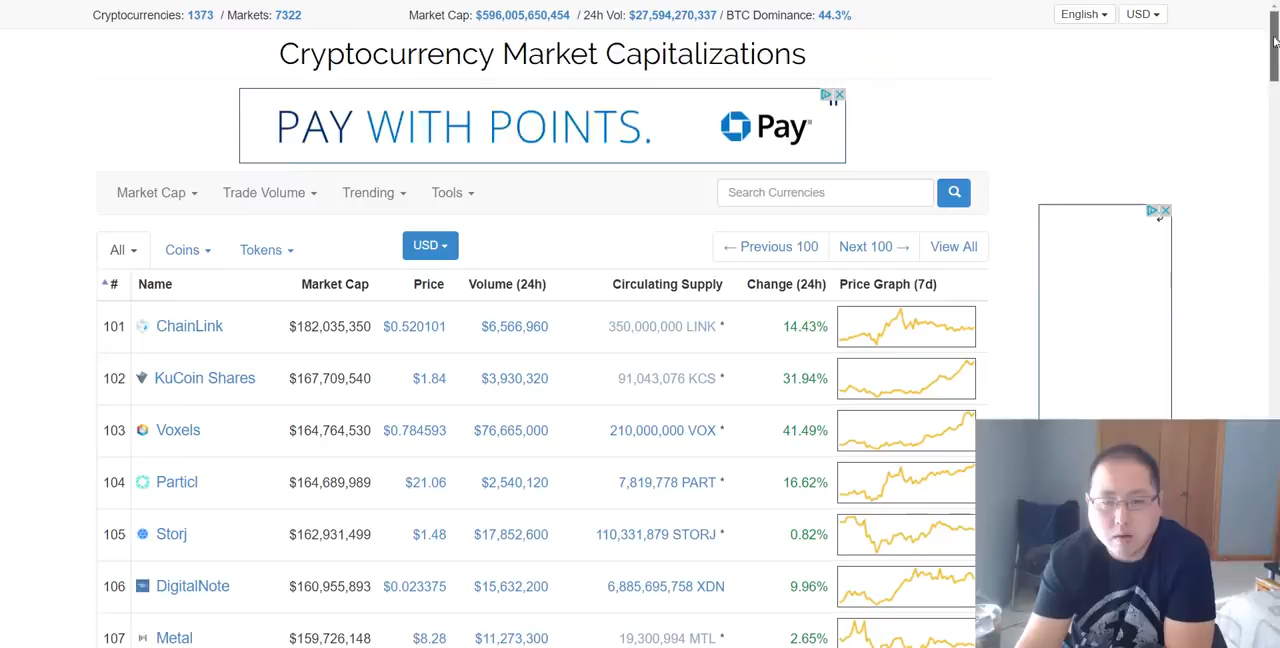 Cryptocurrencies: 1373 / Markets: 7322 Market Cap: $596,005,650,454 / 24h Vol: $27,594,270,337 / BTC Dominance: 44.3% English USD
Cryptocurrency Market Capitalizations
PAY WITH POINTS. Pay
Market Cap Trade Volume Trending Tools Search Currencies
All Coins Tokens USD ← Previous 100 Next 100 → View All
# Name Market Cap Price Volume (24h) Circulating Supply Change (24h) Price Graph (7d)
101 ChainLink $182,035,350 $0.520101 $6,566,960 350,000,000 LINK * 14.43%
102 KuCoin Shares $167,709,540 $1.84 $3,930,320 91,043,076 KCS * 31.94%
103 Voxels $164,764,530 $0.784593 $76,665,000 210,000,000 VOX * 41.49%
104 Particl $164,689,989 $21.06 $2,540,120 7,819,778 PART * 16.62%
105 Storj $162,931,499 $1.48 $17,852,600 110,331,879 STORJ * 0.82%
106 DigitalNote $160,955,893 $0.023375 $15,632,200 6,885,695,758 XDN 9.96%
107 Metal $159,726,148 $8.28 $11,273,300 19,300,994 MTL * 2.65%